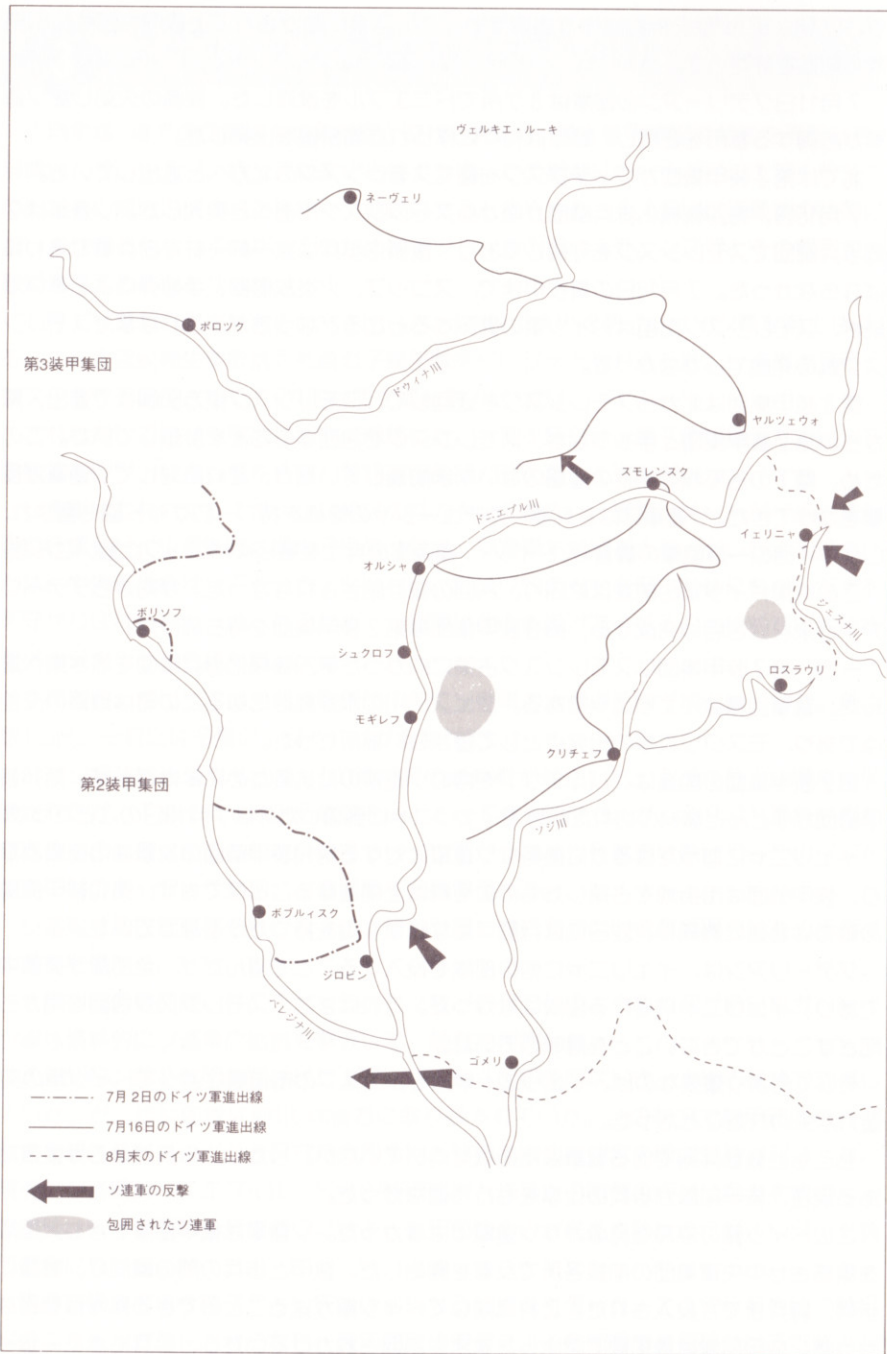 ヴェルキエ・ルーキ
ネーヴェリ
ポロツク
第3装甲集団
ドウィナ川
ヤルツェウォ
スモレンスク
ドニエプル川
イェリニャ
オルシャ
ボリソフ
ジェスナ川
シュクロフ
ロスラウリ
モギレフ
クリチェフ
第2装甲集団
ソジ川
ボブルィスク
ジロビン
ベレジナ川
ゴメリ
7月 2日のドイツ軍進出線
7月16日のドイツ軍進出線
8月末のドイツ軍進出線
ソ連軍の反撃
包囲されたソ連軍